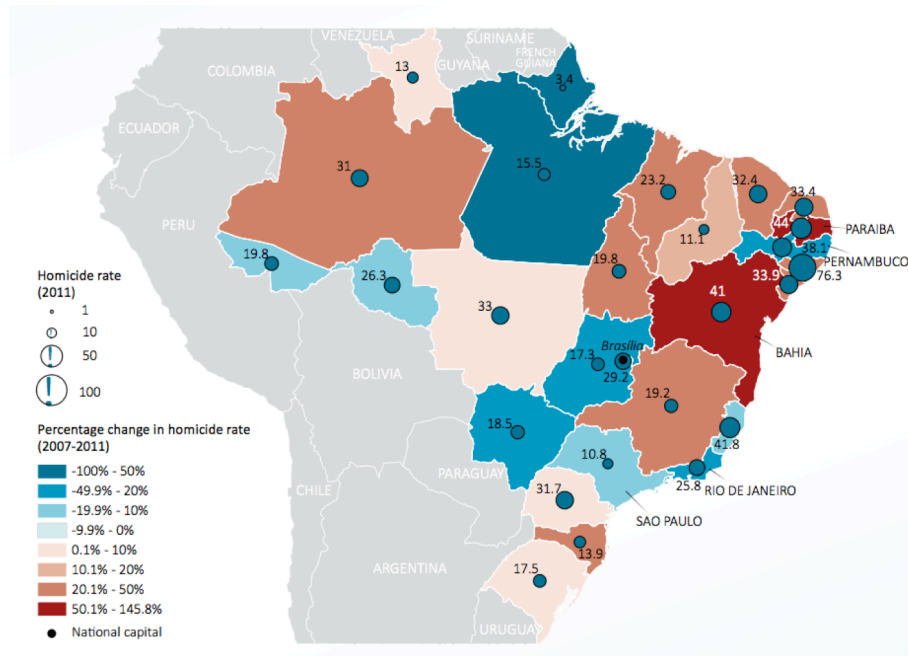 VENEZUELA
SURINAME
FRENCH
GUIANA
GUYANA
COLOMBIA
ECUADOR
PERU
BOLIVIA
PARAGUAY
CHILE
ARGENTINA
URUGUAY
13
3.4
31
15.5
23.2
32.4
33.4
44
PARAIBA
11.1
38.1
PERNAMBUCO
76.3
33.9
19.8
26.3
33
19.8
41
BAHIA
Brasília
17.3
29.2
19.2
18.5
41.8
10.8
25.8
RIO DE JANEIRO
SAO PAULO
31.7
13.9
17.5
Homicide rate
(2011)
1
10
50
100
Percentage change in homicide rate
(2007-2011)
-100% - 50%
-49.9% - 20%
-19.9% - 10%
-9.9% - 0%
0.1% - 10%
10.1% - 20%
20.1% - 50%
50.1% - 145.8%
National capital